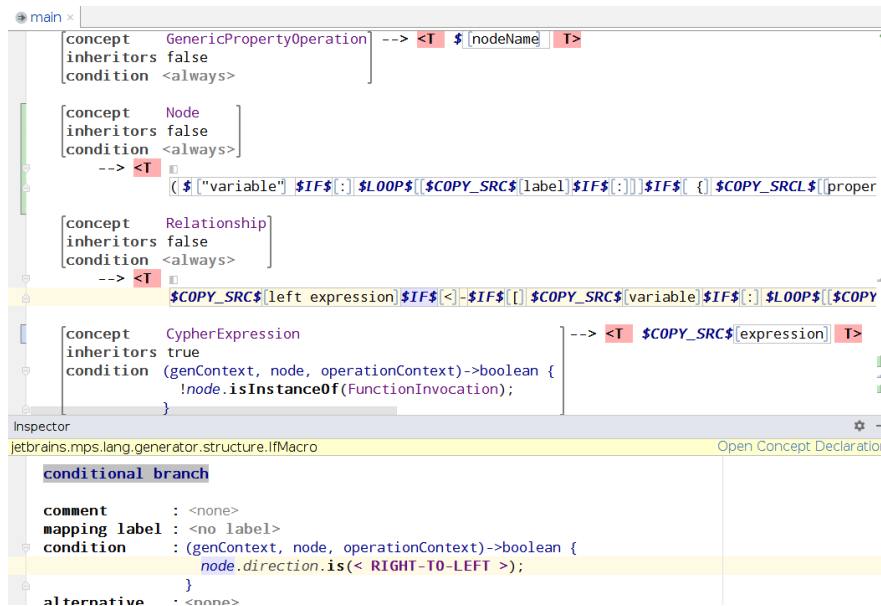 main ×
[concept    GenericPropertyOperation] --> <T  $[nodeName]  T>
inheritors false
condition <always>
[concept    Node
inheritors false
condition <always>]
--> <T
($["variable"] $IF$[:] $LOOP$[[$COPY_SRC$[label]$IF$[:]]]$IF$[ {] $COPY_SRCL$[[proper
[concept    Relationship]
inheritors false
condition <always>
--> <T
$COPY_SRC$[left expression]$IF$[<]-$IF$[[] $COPY_SRC$[variable]$IF$[:] $LOOP$[[$COPY
[concept    CypherExpression] --> <T  $COPY_SRC$[expression]  T>
inheritors true
condition (genContext, node, operationContext)->boolean {
!node.isInstanceOf(FunctionInvocation);
}
Inspector
jetbrains.mps.lang.generator.structure.IfMacro Open Concept Declaratio
conditional branch
comment : <none>
mapping label : <no label>
condition : (genContext, node, operationContext)->boolean {
node.direction.is(< RIGHT-TO-LEFT >);
}
alternative : <none>